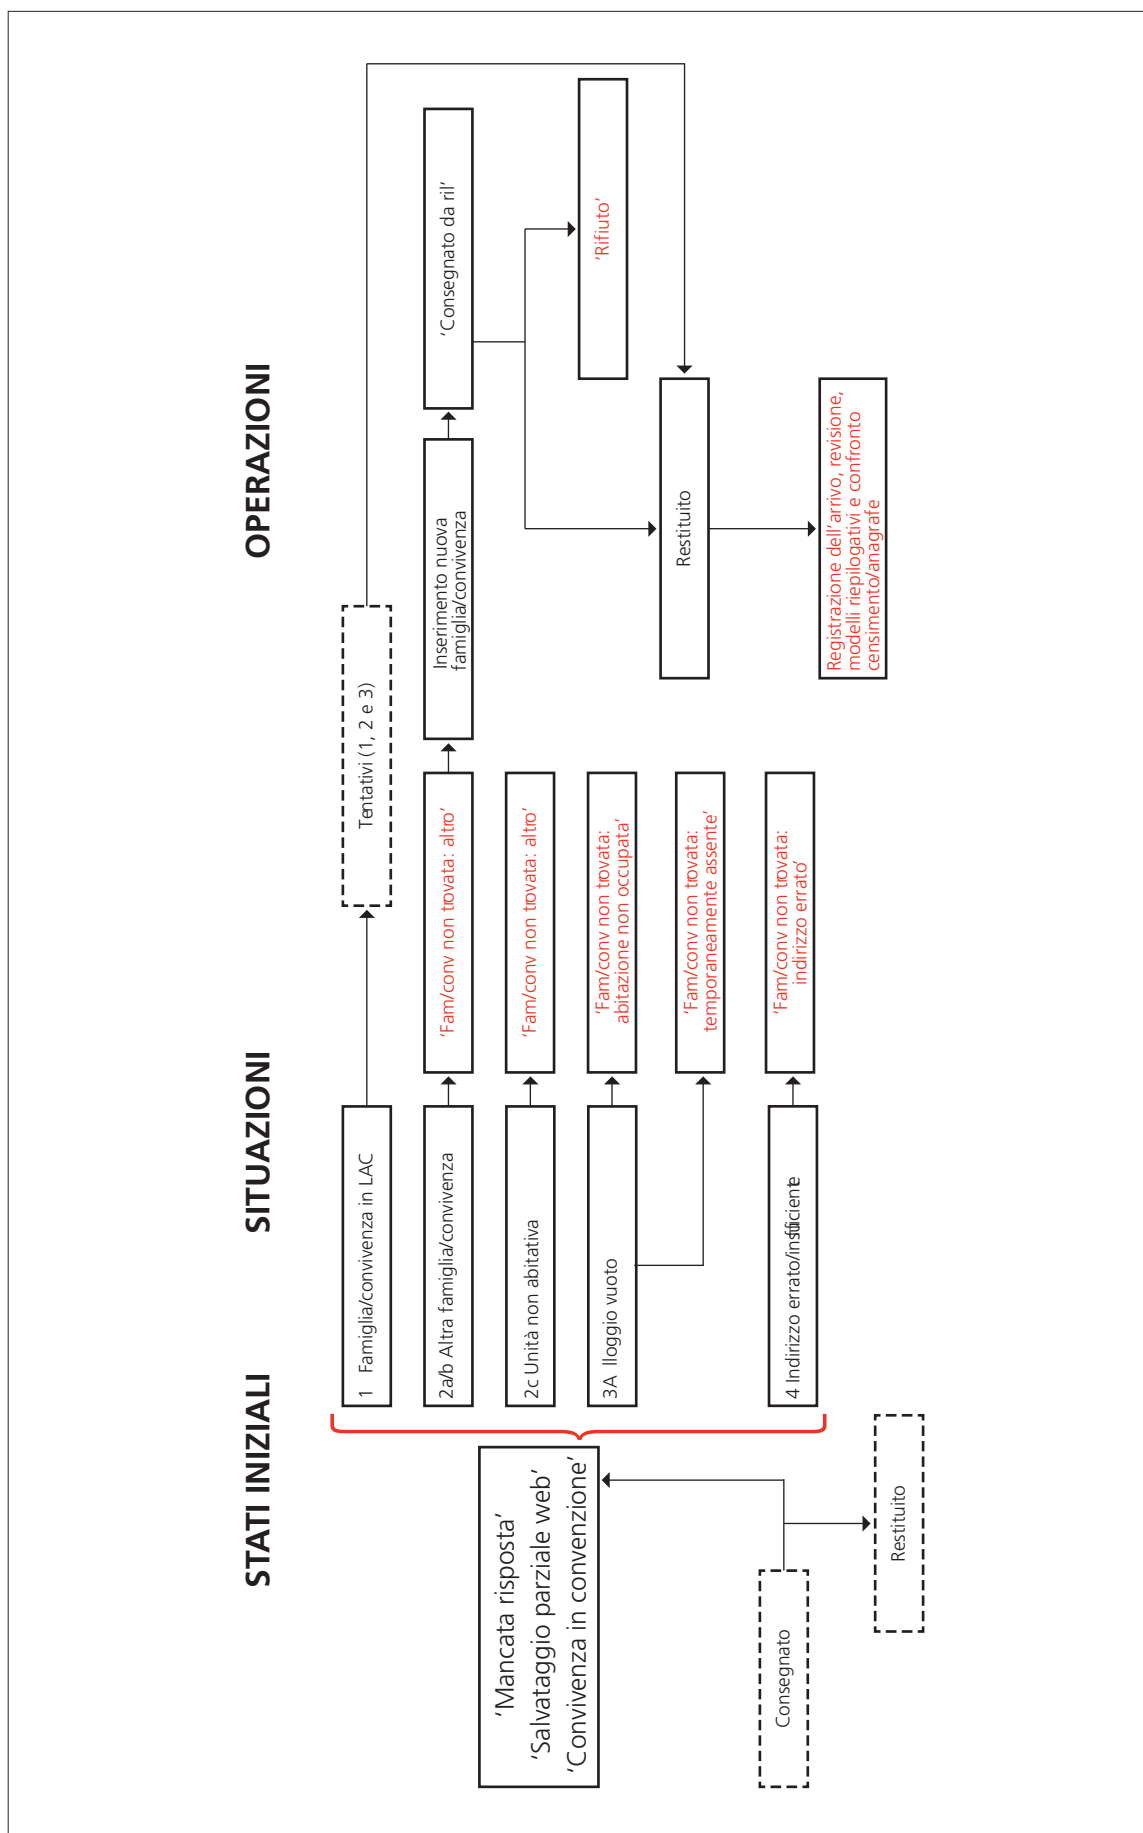 STATI INIZIALI
SITUAZIONI
OPERAZIONI
'Mancata risposta'
'Salvataggio parziale web'
'Convivenza in convenzione'
Consegnato
Restituito
1 Famiglia/convivenza in LAC
2a/b Altra famiglia/convivenza
2c Unità non abitativa
3A lloggio vuoto
4 Indirizzo errato/insufficiente
'Fam/conv non trovata: altro'
'Fam/conv non trovata: altro'
'Fam/conv non trovata:
abitazione non occupata'
'Fam/conv non trovata:
temporaneamente assente'
'Fam/conv non trovata:
indirizzo errato'
Tentativi (1, 2 e 3)
Inserimento nuova
famiglia/convivenza
'Consegnato da ril'
'Rifiuto'
Restituito
Registrazione dell'arrivo, revisione,
modelli riepilogativi e confronto
censimento/anagrafe